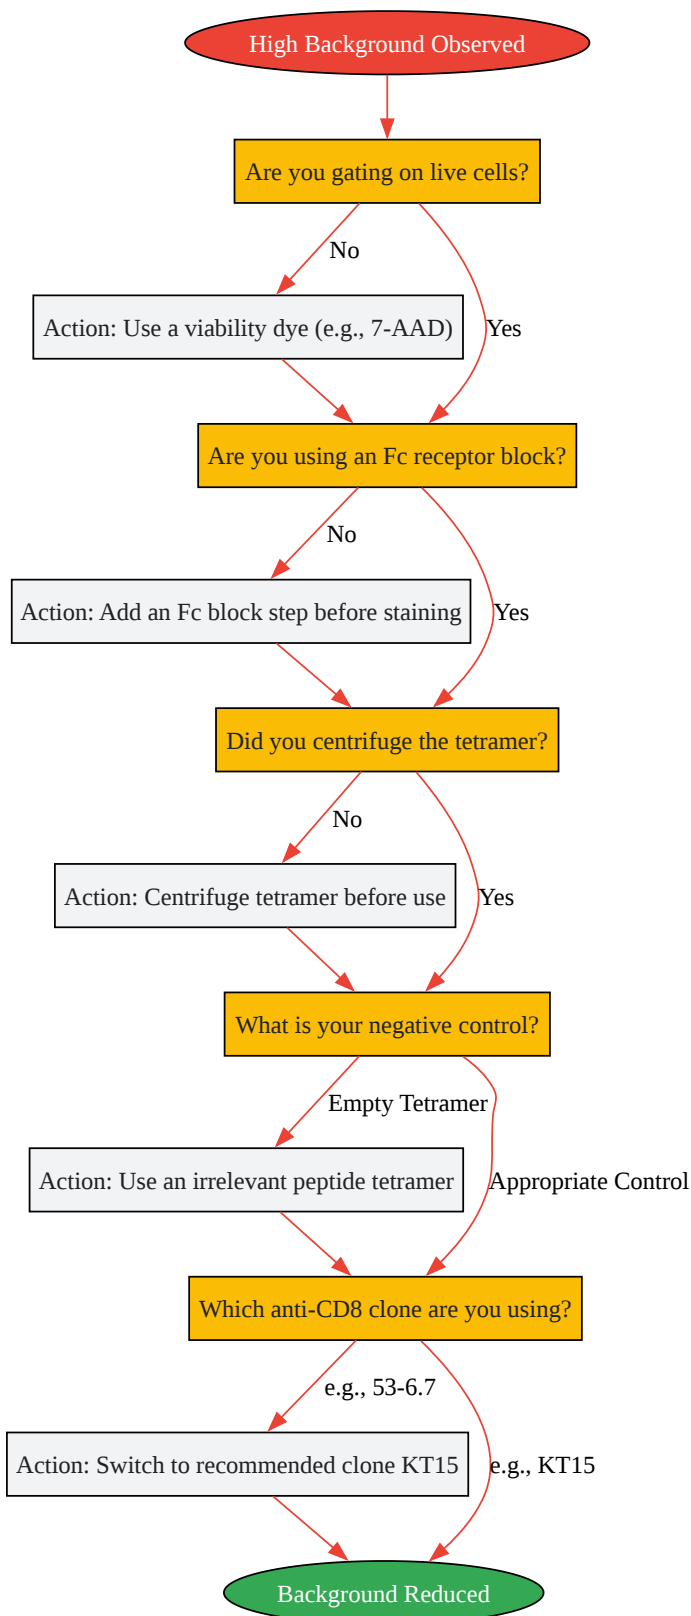 High Background Observed
Are you gating on live cells?
No
Action: Use a viability dye (e.g., 7-AAD)
Yes
Are you using an Fc receptor block?
No
Action: Add an Fc block step before staining
Yes
Did you centrifuge the tetramer?
No
Action: Centrifuge tetramer before use
Yes
What is your negative control?
Empty Tetramer
Action: Use an irrelevant peptide tetramer
Appropriate Control
Which anti-CD8 clone are you using?
e.g., 53-6.7
Action: Switch to recommended clone KT15
e.g., KT15
Background Reduced